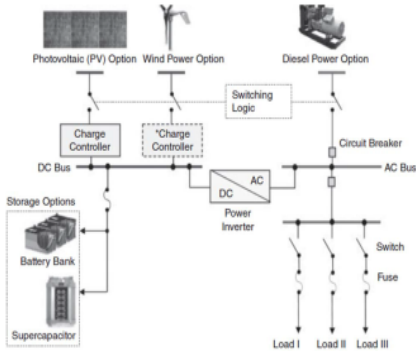 Photovoltaic (PV) Option
Wind Power Option
Diesel Power Option
Switching
Logic
Charge
Controller
*Charge
Controller
Circuit Breaker
DC Bus
AC Bus
AC
DC
Power
Inverter
Storage Options
Battery Bank
Supercapacitor
Switch
Fuse
Load I
Load II
Load III